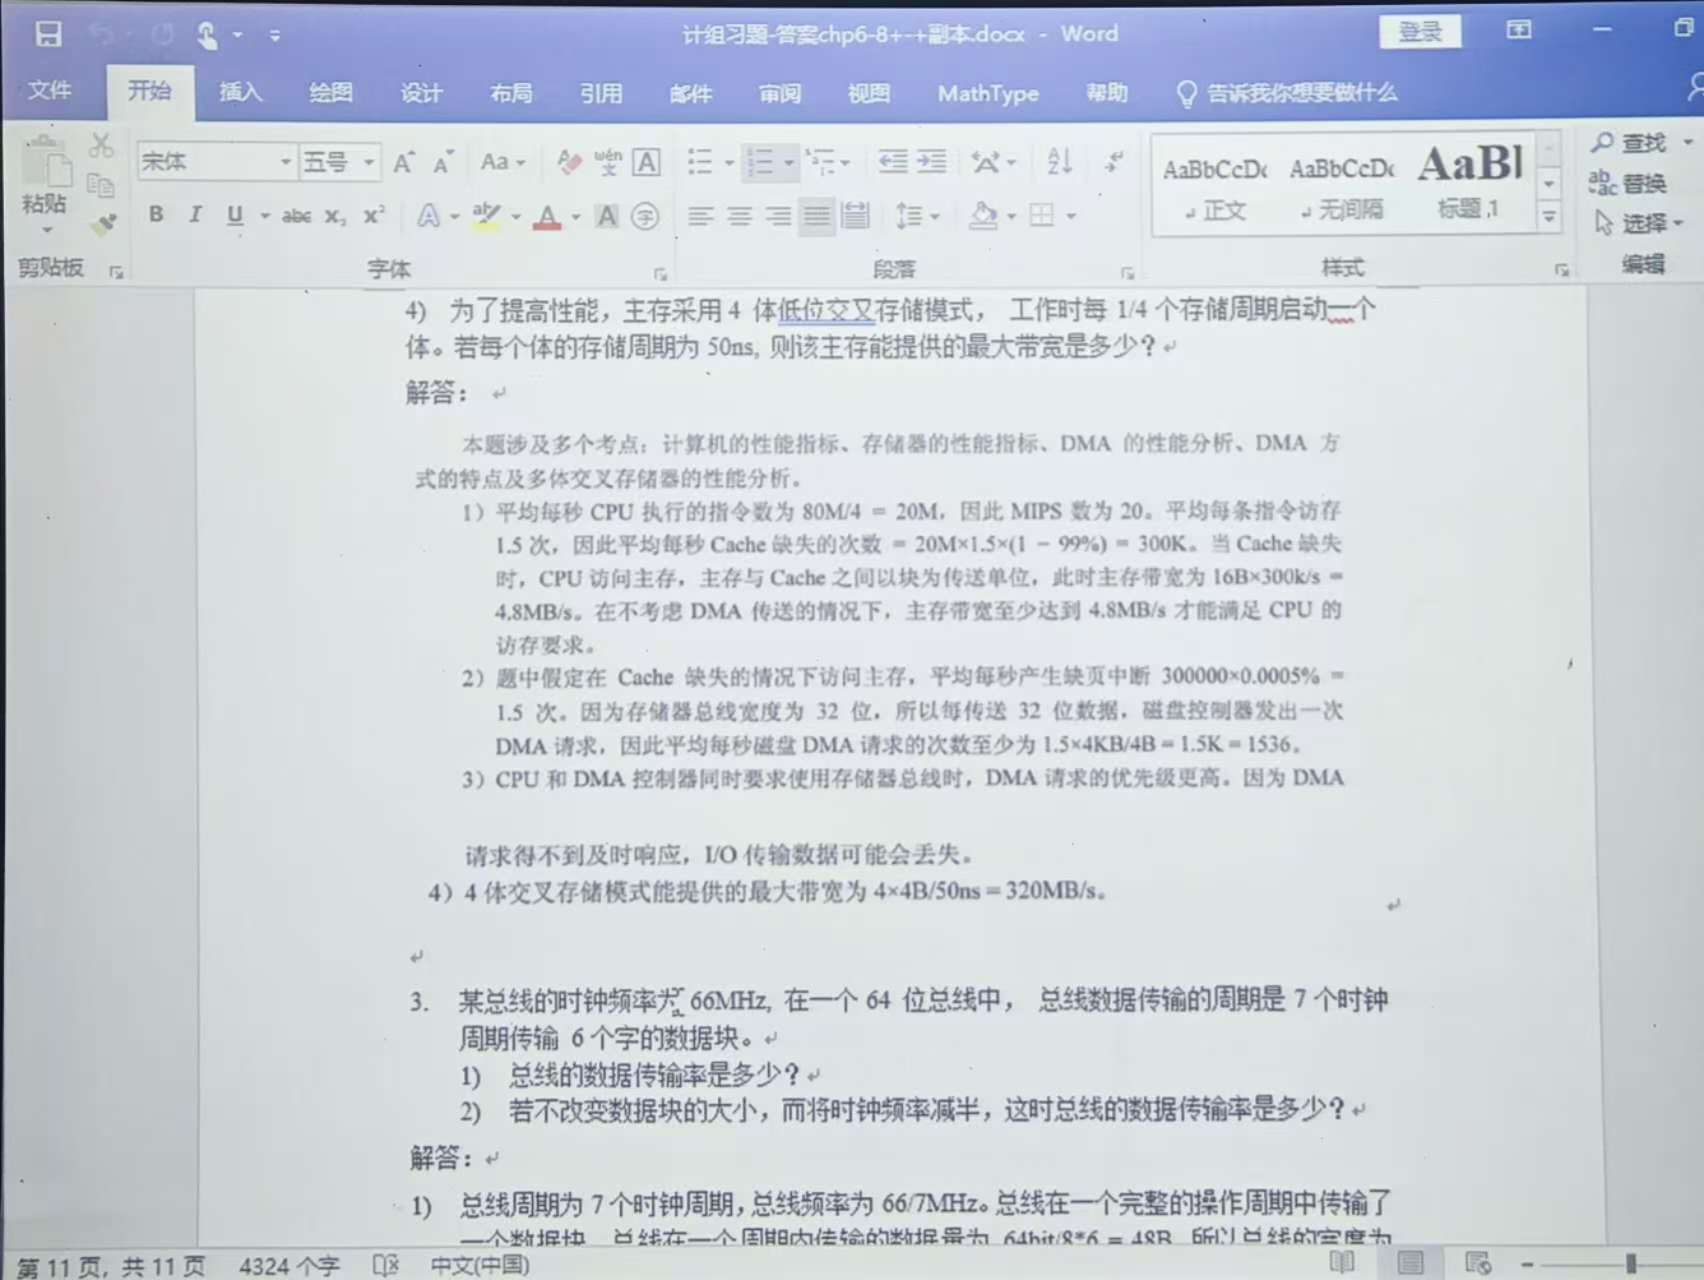 计组习题-答案chp6-8+-+副本.docx - Word
登录
文件 开始 插入 绘图 设计 布局 引用 邮件 审阅 视图 MathType 帮助 告诉我你想要做什么
宋体 五号 Aa wén 文 A
AaBbCcDc AaBbCcDc AaBl
查找
粘贴
替换
B I U abc x₂ x² A A A 字
正文 无间隔 标题 1
选择
剪贴板 字体 段落 样式 编辑
4) 为了提高性能，主存采用 4 体低位交叉存储模式， 工作时每 1/4 个存储周期启动一个
体。若每个体的存储周期为 50ns, 则该主存能提供的最大带宽是多少？
解答：
本题涉及多个考点：计算机的性能指标、存储器的性能指标、DMA 的性能分析、DMA 方
式的特点及多体交叉存储器的性能分析。
1）平均每秒 CPU 执行的指令数为 80M/4 = 20M，因此 MIPS 数为 20。平均每条指令访存
1.5 次，因此平均每秒 Cache 缺失的次数 = 20M×1.5×(1 − 99%) = 300K。当 Cache 缺失
时，CPU 访问主存，主存与 Cache 之间以块为传送单位，此时主存带宽为 16B×300k/s =
4.8MB/s。在不考虑 DMA 传送的情况下，主存带宽至少达到 4.8MB/s 才能满足 CPU 的
访存要求。
2）题中假定在 Cache 缺失的情况下访问主存，平均每秒产生缺页中断 300000×0.0005% =
1.5 次。因为存储器总线宽度为 32 位，所以每传送 32 位数据，磁盘控制器发出一次
DMA 请求，因此平均每秒磁盘 DMA 请求的次数至少为 1.5×4KB/4B = 1.5K = 1536。
3）CPU 和 DMA 控制器同时要求使用存储器总线时，DMA 请求的优先级更高。因为 DMA
请求得不到及时响应，I/O 传输数据可能会丢失。
4）4 体交叉存储模式能提供的最大带宽为 4×4B/50ns = 320MB/s。
3. 某总线的时钟频率为 66MHz, 在一个 64 位总线中， 总线数据传输的周期是 7 个时钟
周期传输 6 个字的数据块。
1) 总线的数据传输率是多少？
2) 若不改变数据块的大小，而将时钟频率减半，这时总线的数据传输率是多少？
解答：
1) 总线周期为 7 个时钟周期，总线频率为 66/7MHz。总线在一个完整的操作周期中传输了
一个数据块，总线在一个周期内传输的数据量为 64bit/8*6 = 48B，所以总线的宽度为
第 11 页，共 11 页 4324 个字 中文(中国)